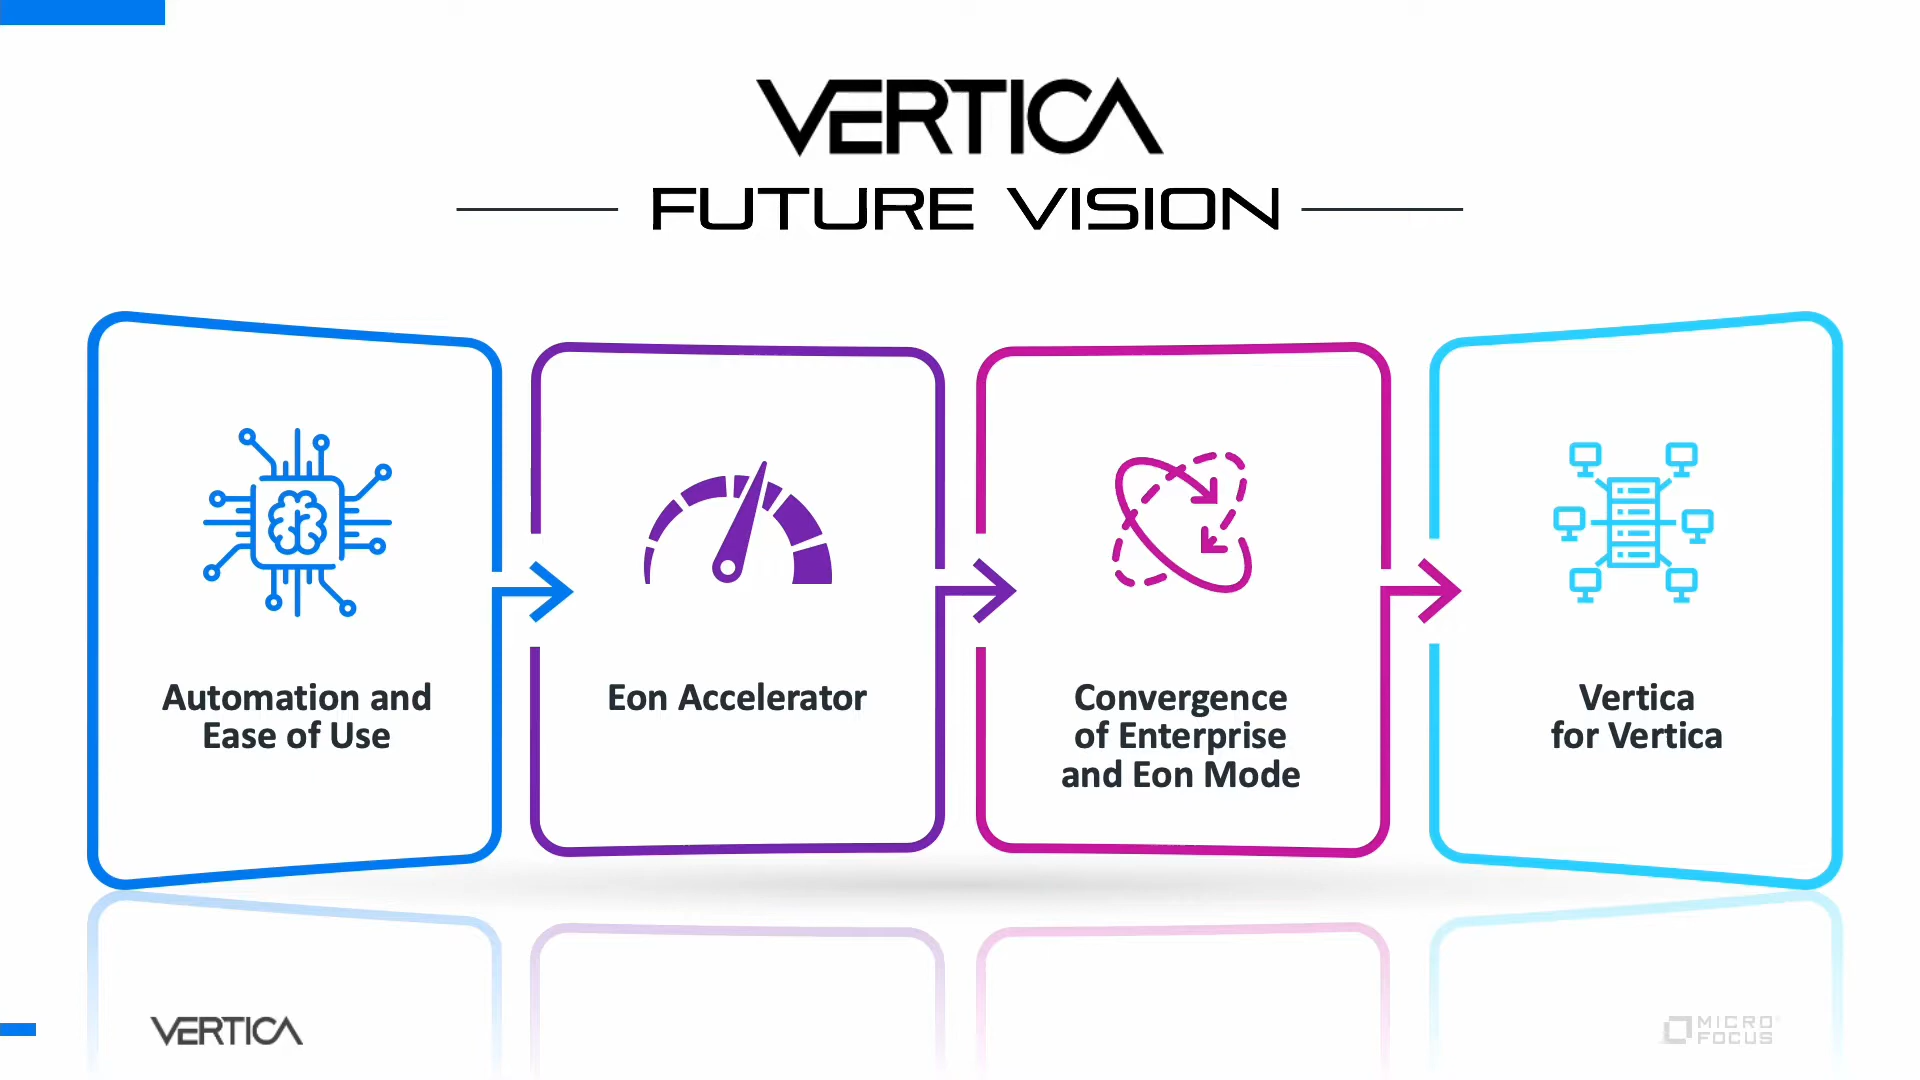 VERTICA
FUTURE VISION
Automation and
Ease of Use
Eon Accelerator
Convergence
of Enterprise
and Eon Mode
Vertica
for Vertica
VERTICA
MICRO
FOCUS